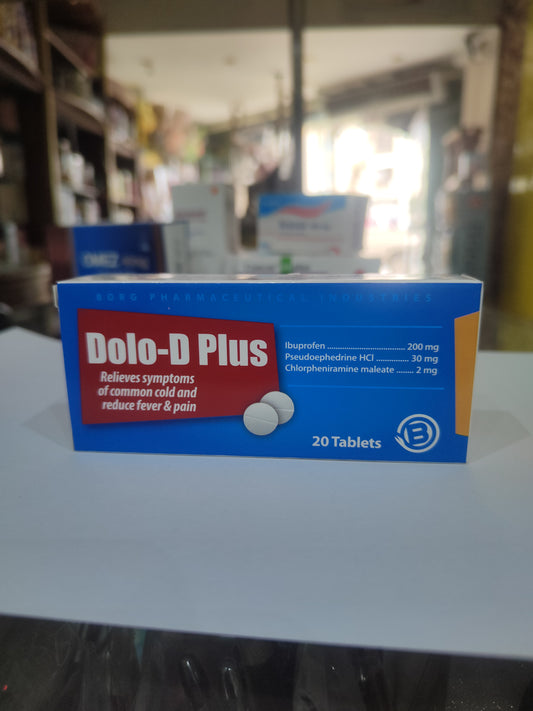 BORG PHARMACEUTICAL INDUSTRIES
Dolo-D Plus
Relieves symptoms
of common cold and
reduce fever & pain
Ibuprofen ................................ 200 mg
Pseudoephedrine HCl .............. 30 mg
Chlorpheniramine maleate ........ 2 mg
20 Tablets
B